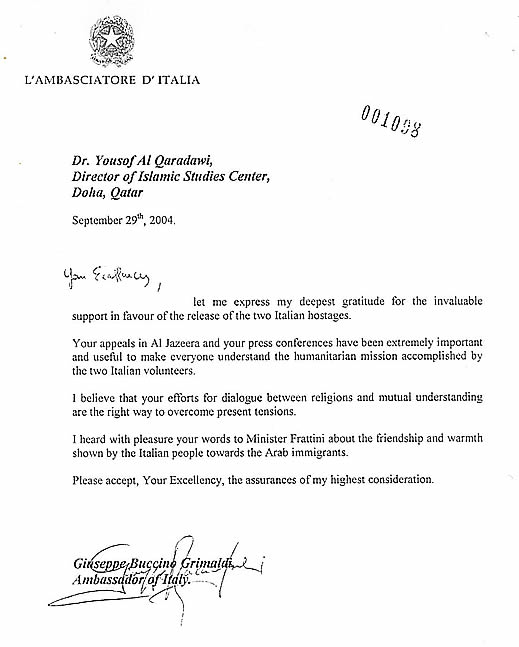 L'AMBASCIATORE D'ITALIA
001098
Dr. Yousof Al Qaradawi,
Director of Islamic Studies Center,
Doha, Qatar
September 29th, 2004.
Your Excellency,
let me express my deepest gratitude for the invaluable
support in favour of the release of the two Italian hostages.
Your appeals in Al Jazeera and your press conferences have been extremely important
and useful to make everyone understand the humanitarian mission accomplished by
the two Italian volunteers.
I believe that your efforts for dialogue between religions and mutual understanding
are the right way to overcome present tensions.
I heard with pleasure your words to Minister Frattini about the friendship and warmth
shown by the Italian people towards the Arab immigrants.
Please accept, Your Excellency, the assurances of my highest consideration.
Giuseppe Buccino Grimaldi
Ambassador of Italy.